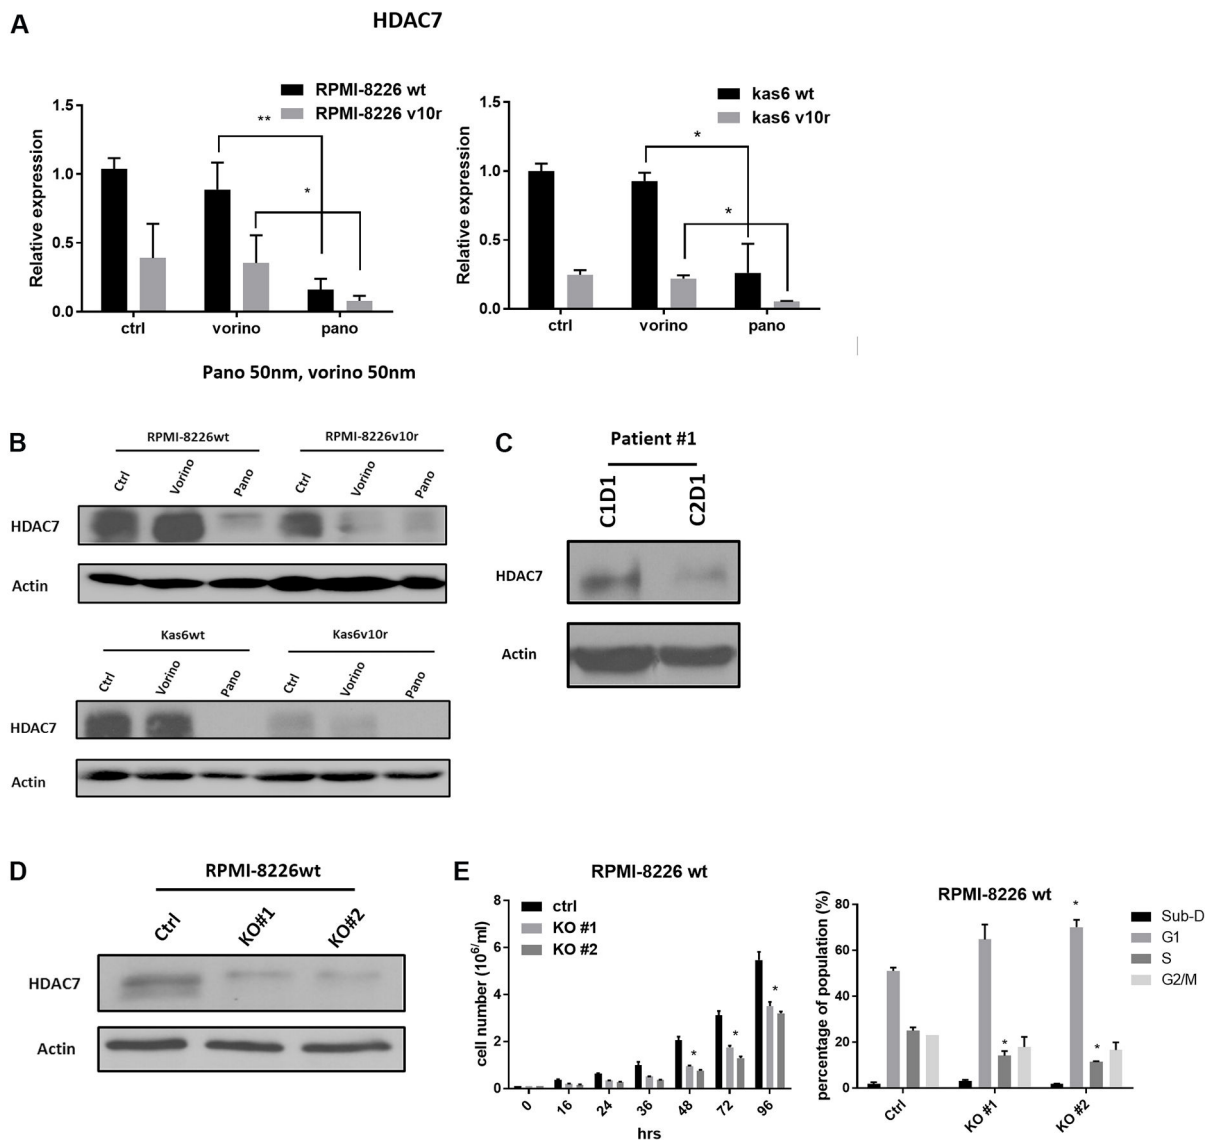 A
HDAC7
RPMI-8226 wt
RPMI-8226 v10r
Relative expression
1.5
1.0
0.5
0.0
**
*
ctrl
vorino
pano
kas6 wt
kas6 v10r
Relative expression
1.5
1.0
0.5
0.0
*
*
ctrl
vorino
pano
Pano 50nm, vorino 50nm
B
RPMI-8226wt
RPMI-8226v10r
Ctrl
Vorino
Pano
Ctrl
Vorino
Pano
HDAC7
Actin
Kas6wt
Kas6v10r
Ctrl
Vorino
Pano
Ctrl
Vorino
Pano
HDAC7
Actin
C
Patient #1
C1D1
C2D1
HDAC7
Actin
D
RPMI-8226wt
Ctrl
KO#1
KO#2
HDAC7
Actin
E
RPMI-8226 wt
ctrl
KO #1
KO #2
cell number (10⁶/ml)
8
6
4
2
0
*
*
*
0
16
24
36
48
72
96
hrs
RPMI-8226 wt
percentage of population (%)
80
60
40
20
0
*
*
*
Ctrl
KO #1
KO #2
Sub-D
G1
S
G2/M